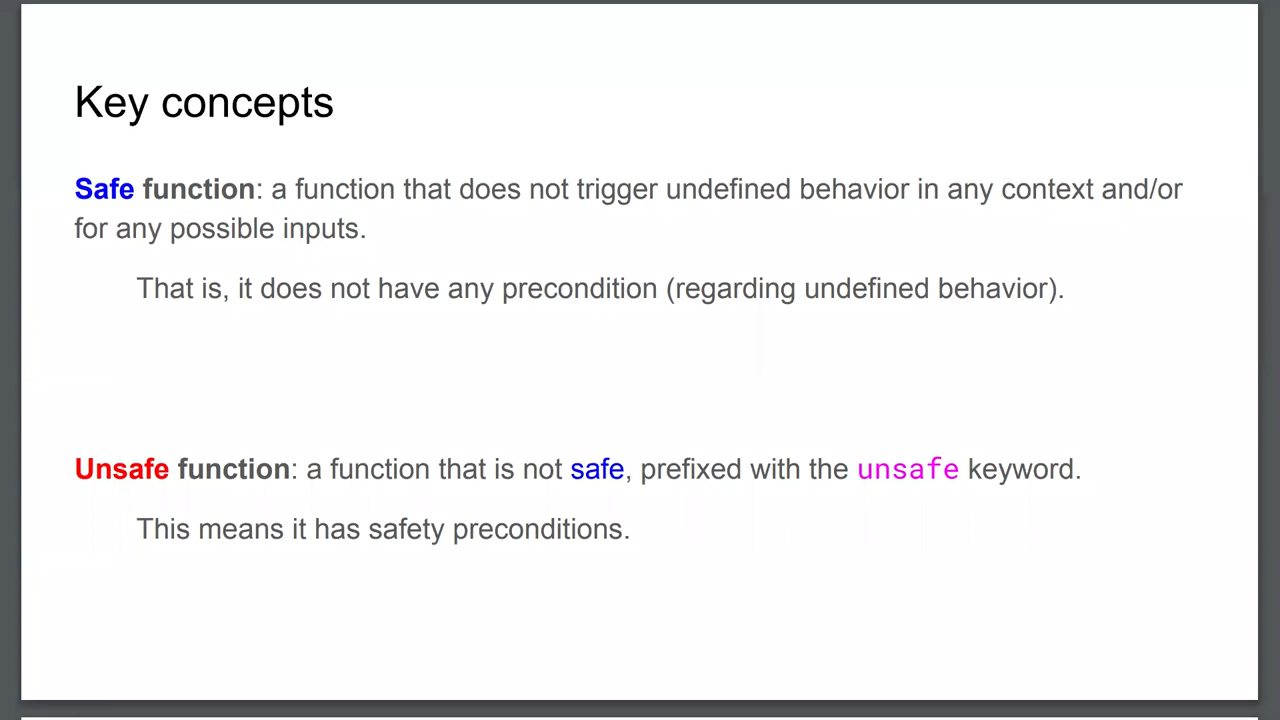 Key concepts
Safe function: a function that does not trigger undefined behavior in any context and/or
for any possible inputs.
That is, it does not have any precondition (regarding undefined behavior).
Unsafe function: a function that is not safe, prefixed with the unsafe keyword.
This means it has safety preconditions.